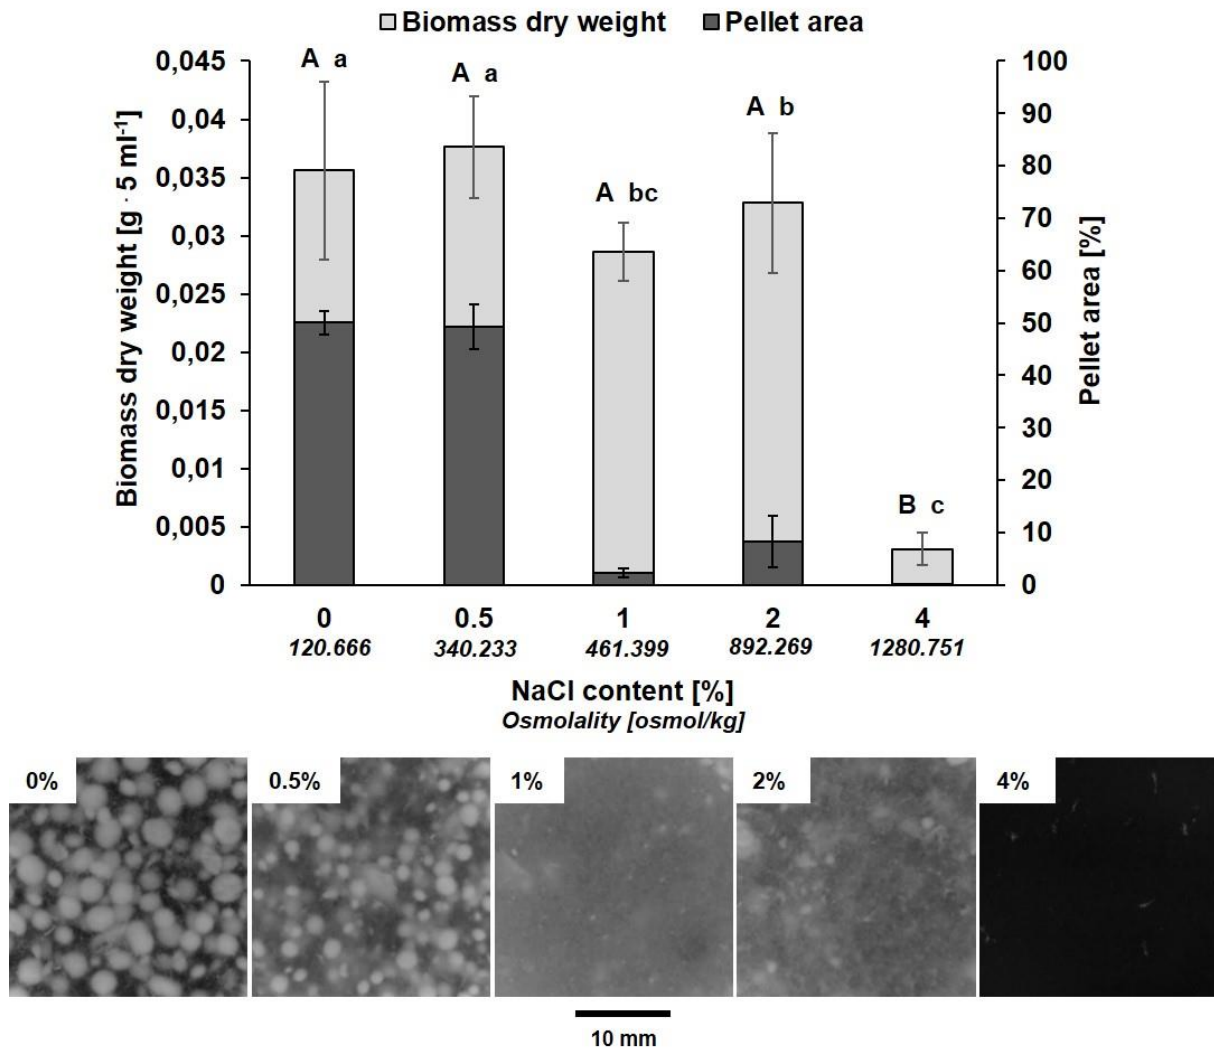 Biomass dry weight Pellet area
0,045
0,04
0,035
0,03
0,025
0,02
0,015
0,01
0,005
0
Biomass dry weight [g · 5 ml⁻¹]
A a
A a
A bc
A b
B c
100
90
80
70
60
50
40
30
20
10
0
Pellet area [%]
0 0.5 1 2 4
120.666 340.233 461.399 892.269 1280.751
NaCl content [%]
Osmolality [osmol/kg]
0% 0.5% 1% 2% 4%
10 mm